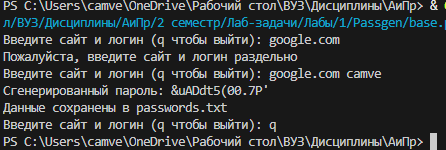 PS C:\Users\camve\OneDrive\Рабочий стол\ВУЗ\Дисциплины\АиПр> &
л/ВУЗ/Дисциплины/АиПр/2 семестр/Лаб-задачи/Лабы/1/Passgen/base.
Введите сайт и логин (q чтобы выйти): google.com
Пожалуйста, введите сайт и логин раздельно
Введите сайт и логин (q чтобы выйти): google.com camve
Сгенерированный пароль: &uADdt5(00.7P'
Данные сохранены в passwords.txt
Введите сайт и логин (q чтобы выйти): q
PS C:\Users\camve\OneDrive\Рабочий стол\ВУЗ\Дисциплины\АиПр>